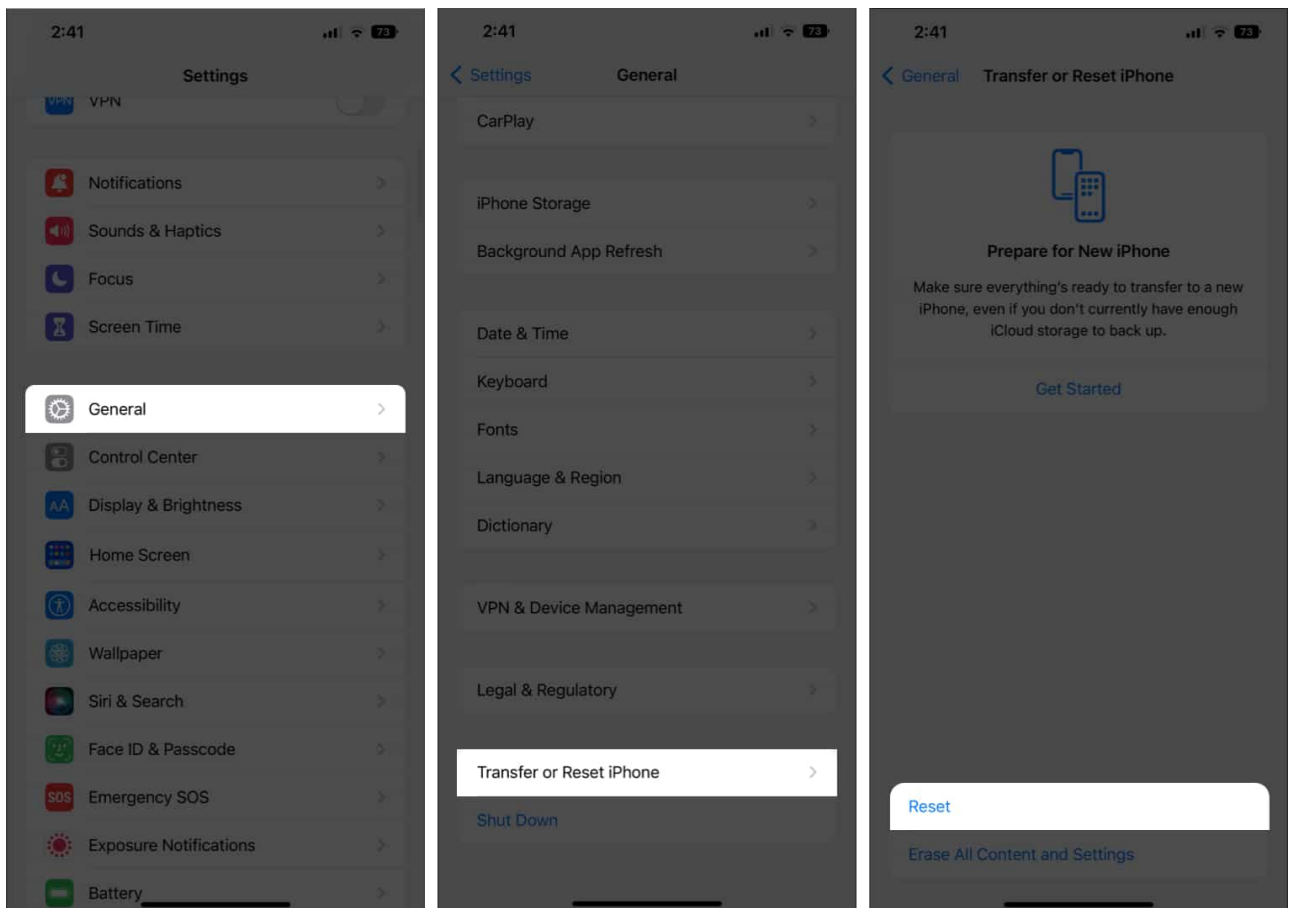 2:41
73
Settings
VPN
VPN
Notifications
Sounds & Haptics
Focus
Screen Time
General
Control Center
AA
Display & Brightness
Home Screen
Accessibility
Wallpaper
Siri & Search
Face ID & Passcode
SOS
Emergency SOS
Exposure Notifications
Battery
2:41
73
Settings
General
CarPlay
iPhone Storage
Background App Refresh
Date & Time
Keyboard
Fonts
Language & Region
Dictionary
VPN & Device Management
Legal & Regulatory
Transfer or Reset iPhone
Shut Down
2:41
73
General
Transfer or Reset iPhone
Prepare for New iPhone
Make sure everything's ready to transfer to a new
iPhone, even if you don't currently have enough
iCloud storage to back up.
Get Started
Reset
Erase All Content and Settings